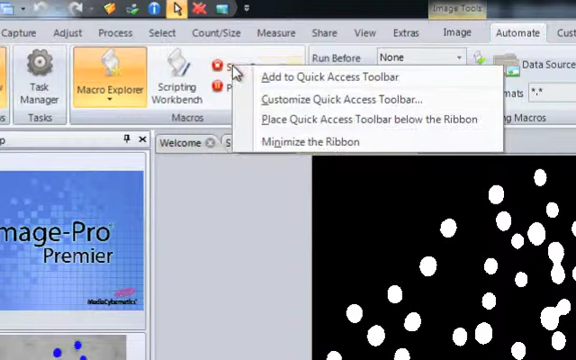 Image Tools
Capture Adjust Process Select Count/Size Measure Share View Extras Image Automate Custom
Task Manager
Macro Explorer
Scripting Workbench
Run Before None
Data Source
*.*
Tasks
Macros
Add to Quick Access Toolbar
Customize Quick Access Toolbar...
Place Quick Access Toolbar below the Ribbon
Minimize the Ribbon
Welcome
mage-Pro
Premier
MediaCybernetics